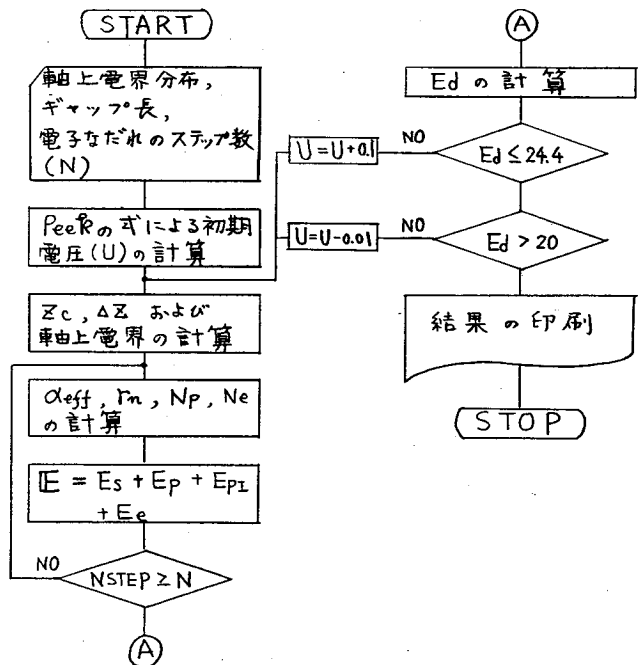 START
軸上電界分布,
ギャップ長,
電子なだれのステップ数
(N)
Peekの式による初期
電圧(U)の計算
Zc, ΔZ および
軸上電界の計算
αeff, rn, Np, Ne
の計算
E = Es + Ep + EPI
+ Ee
NO
NSTEP ≥ N
A
A
Ed の計算
U=U+0.1
NO
Ed ≤ 24.4
U=U-0.01
NO
Ed > 20
結果の印刷
STOP